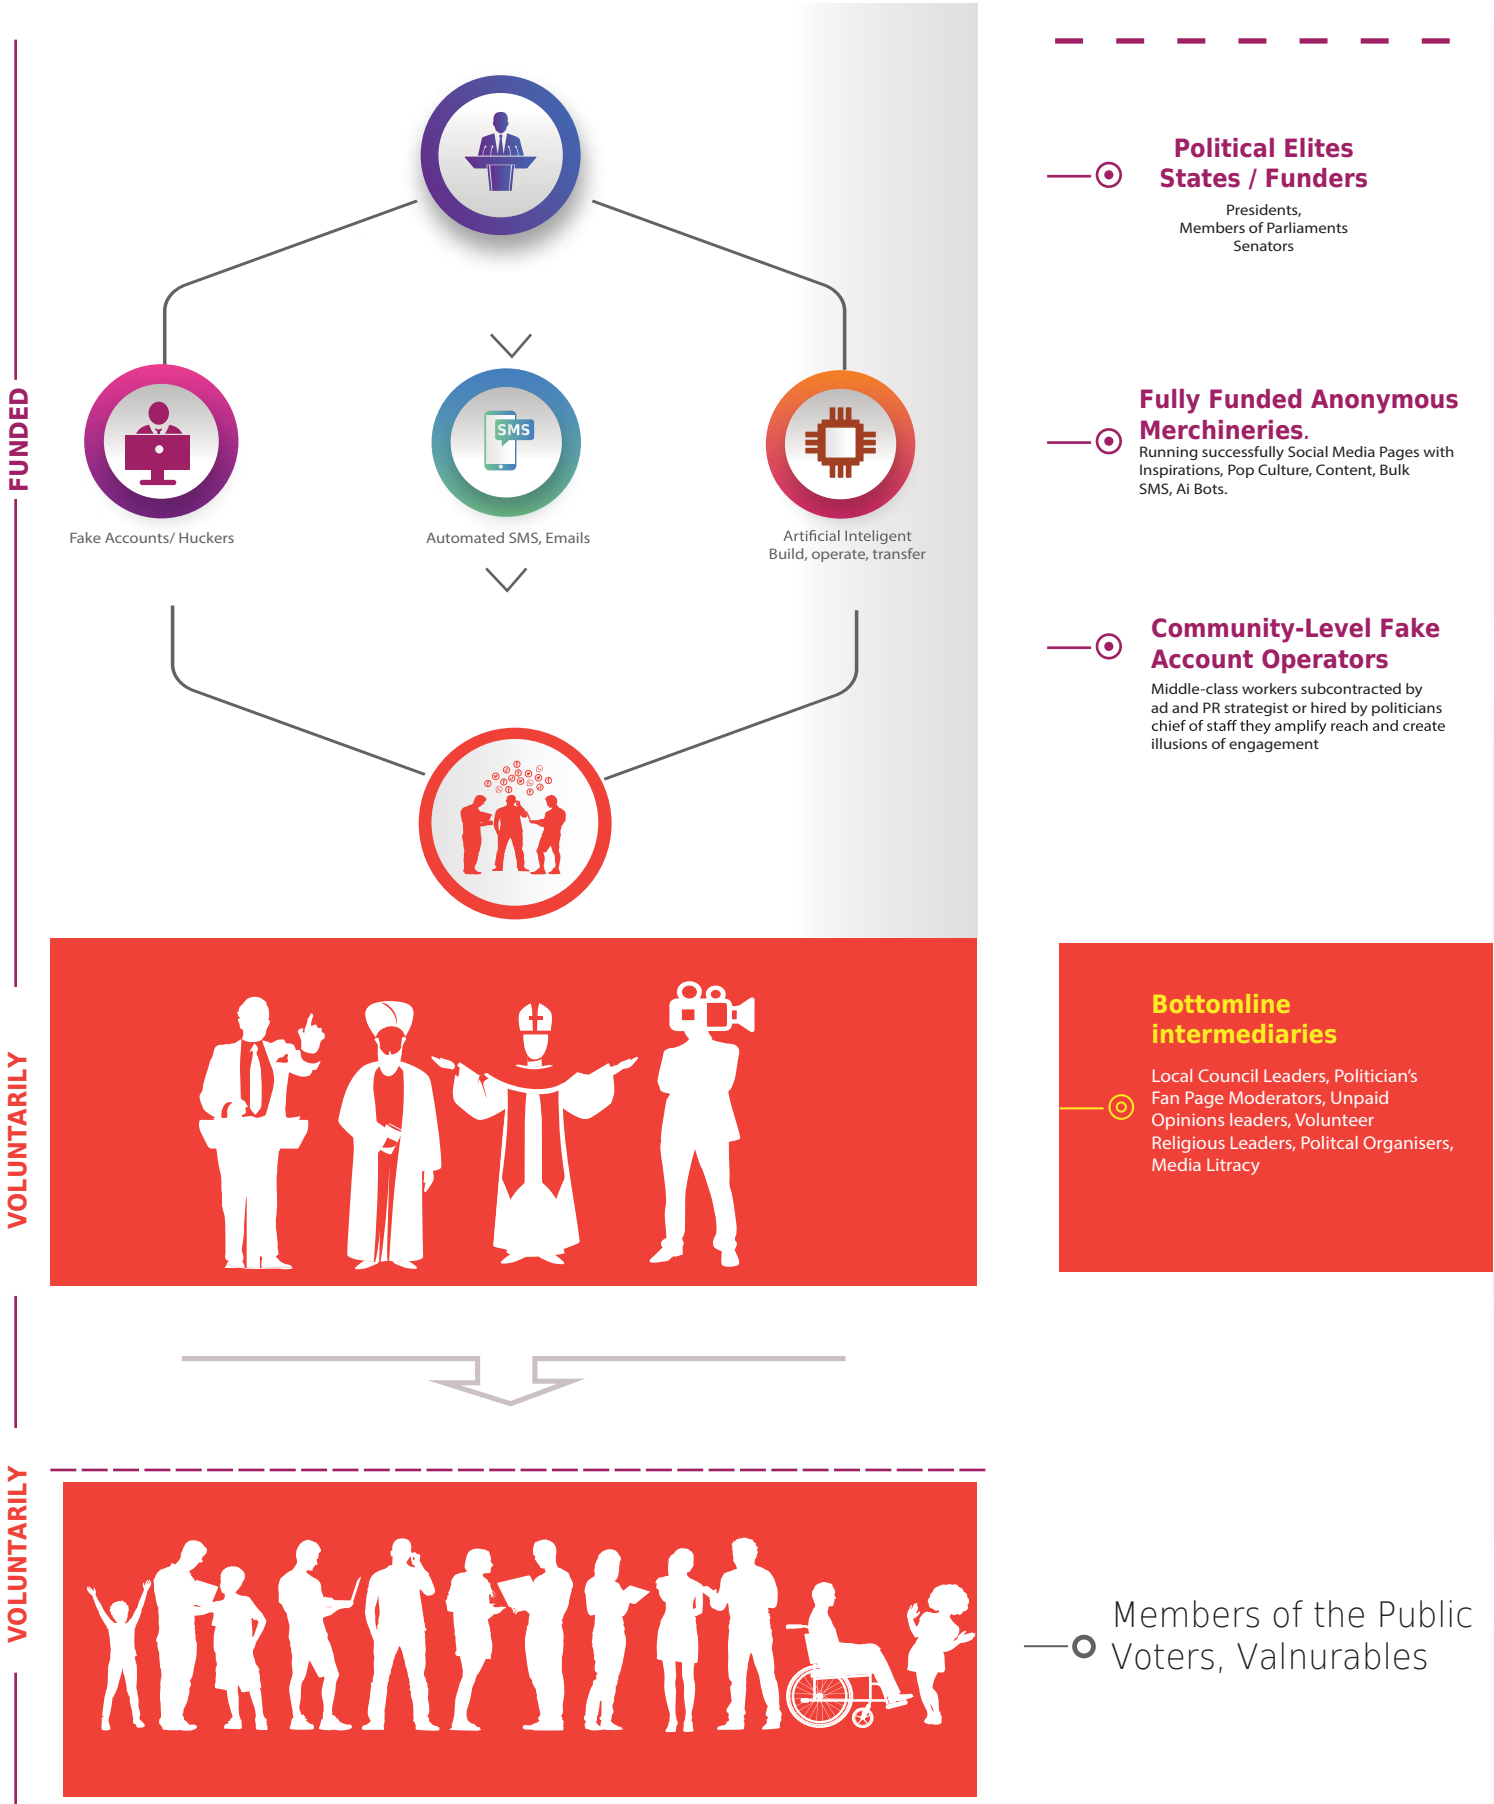 Political Elites
States / Funders
Presidents,
Members of Parliaments
Senators
FUNDED
SMS
Fake Accounts/ Huckers
Automated SMS, Emails
Artificial Inteligent
Build, operate, transfer
Fully Funded Anonymous
Merchineries.
Running successfully Social Media Pages with
Inspirations, Pop Culture, Content, Bulk
SMS, Ai Bots.
Community-Level Fake
Account Operators
Middle-class workers subcontracted by
ad and PR strategist or hired by politicians
chief of staff they amplify reach and create
illusions of engagement
VOLUNTARILY
Bottomline
intermediaries
Local Council Leaders, Politician’s
Fan Page Moderators, Unpaid
Opinions leaders, Volunteer
Religious Leaders, Politcal Organisers,
Media Litracy
VOLUNTARILY
Members of the Public
Voters, Valnurables